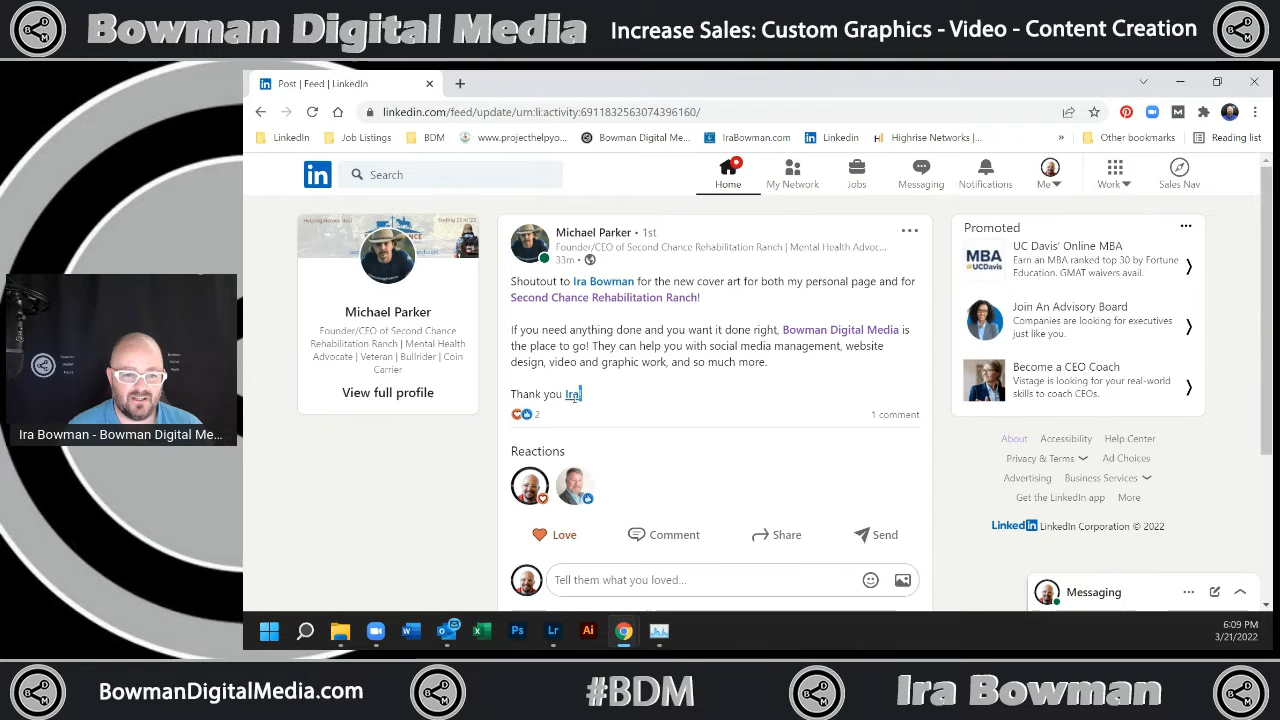 Bowman Digital Media
Increase Sales: Custom Graphics - Video - Content Creation
Post | Feed | LinkedIn
linkedin.com/feed/update/urn:li:activity:6911832563074396160/
LinkedIn
Job Listings
BDM
www.projecthelpyo...
Bowman Digital Me...
IraBowman.com
Linkedin
Highrise Networks |...
»
Other bookmarks
Reading list
in
Search
Home
My Network
Jobs
Messaging
Notifications
Me
Work
Sales Nav
Michael Parker
Founder/CEO of Second Chance
Rehabilitation Ranch | Mental Health
Advocate | Veteran | Bullrider | Coin
Carrier
View full profile
Michael Parker • 1st
Founder/CEO of Second Chance Rehabilitation Ranch | Mental Health Advoc...
33m •
Shoutout to Ira Bowman for the new cover art for both my personal page and for
Second Chance Rehabilitation Ranch!
If you need anything done and you want it done right, Bowman Digital Media is
the place to go! They can help you with social media management, website
design, video and graphic work, and so much more.
Thank you Ira!
2
1 comment
Reactions
Love
Comment
Share
Send
Tell them what you loved...
Promoted
MBA
#UCDavis
UC Davis' Online MBA
Earn an MBA ranked top 30 by Fortune
Education. GMAT waivers avail.
Join An Advisory Board
Companies are looking for executives
just like you.
Become a CEO Coach
Vistage is looking for your real-world
skills to coach CEOs.
About
Accessibility
Help Center
Privacy & Terms
Ad Choices
Advertising
Business Services
Get the LinkedIn app
More
LinkedIn LinkedIn Corporation © 2022
Messaging
Bowman
Digital
Media
Ira Bowman - Bowman Digital Me...
Ps
Lr
Ai
6:09 PM
3/21/2022
BowmanDigitalMedia.com
#BDM
Ira Bowman